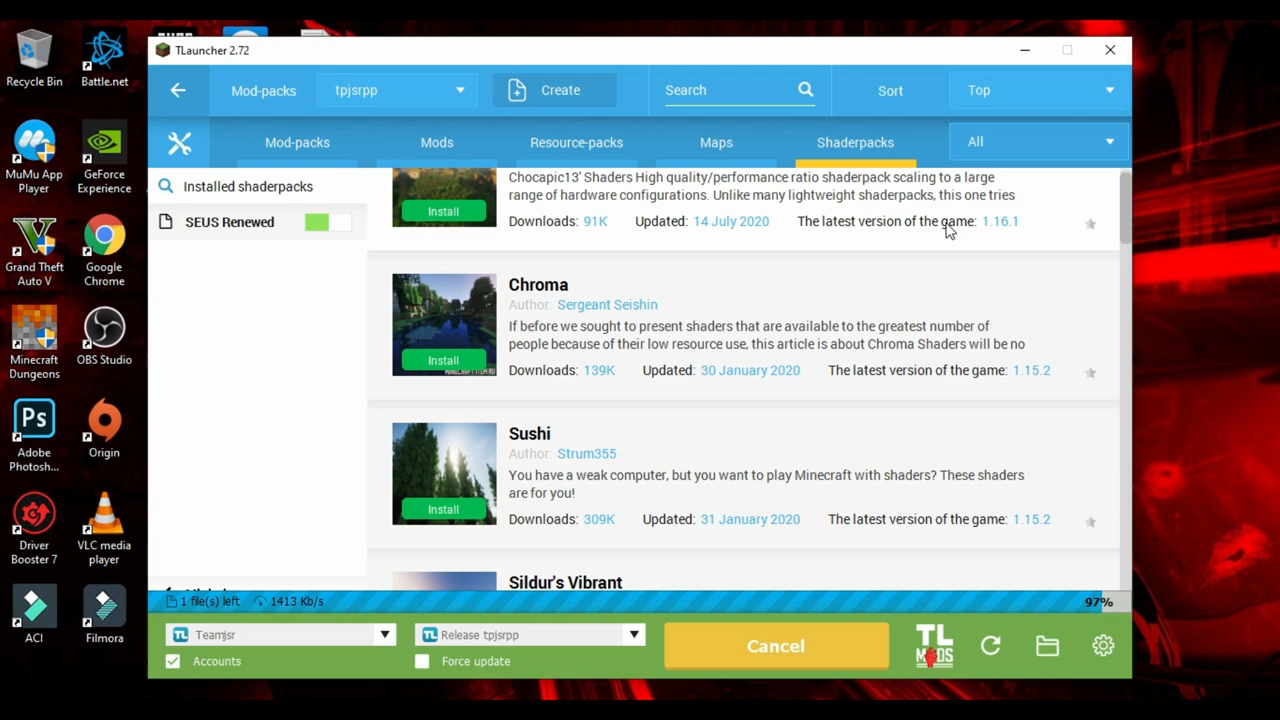 TLauncher 2.72
Recycle Bin
Battle.net
Mod-packs
tpjsrpp
Create
Search
Sort
Top
Mod-packs
Mods
Resource-packs
Maps
Shaderpacks
All
MuMu App
Player
GeForce
Experience
Installed shaderpacks
SEUS Renewed
Chocapic13' Shaders High quality/performance ratio shaderpack scaling to a large
range of hardware configurations. Unlike many lightweight shaderpacks, this one tries
Install
Downloads: 91K Updated: 14 July 2020 The latest version of the game: 1.16.1
Grand Theft
Auto V
Google
Chrome
Chroma
Author: Sergeant Seishin
If before we sought to present shaders that are available to the greatest number of
people because of their low resource use, this article is about Chroma Shaders will be no
Install
Downloads: 139K Updated: 30 January 2020 The latest version of the game: 1.15.2
Minecraft
Dungeons
OBS Studio
Sushi
Author: Strum355
You have a weak computer, but you want to play Minecraft with shaders? These shaders
are for you!
Install
Downloads: 309K Updated: 31 January 2020 The latest version of the game: 1.15.2
Ps
Adobe
Photosh...
Origin
Sildur's Vibrant
Driver
Booster 7
VLC media
player
1 file(s) left
1413 Kb/s
97%
TL Teamjsr
TL Release tpjsrpp
Cancel
TL
MODS
Accounts
Force update
ACI
Filmora